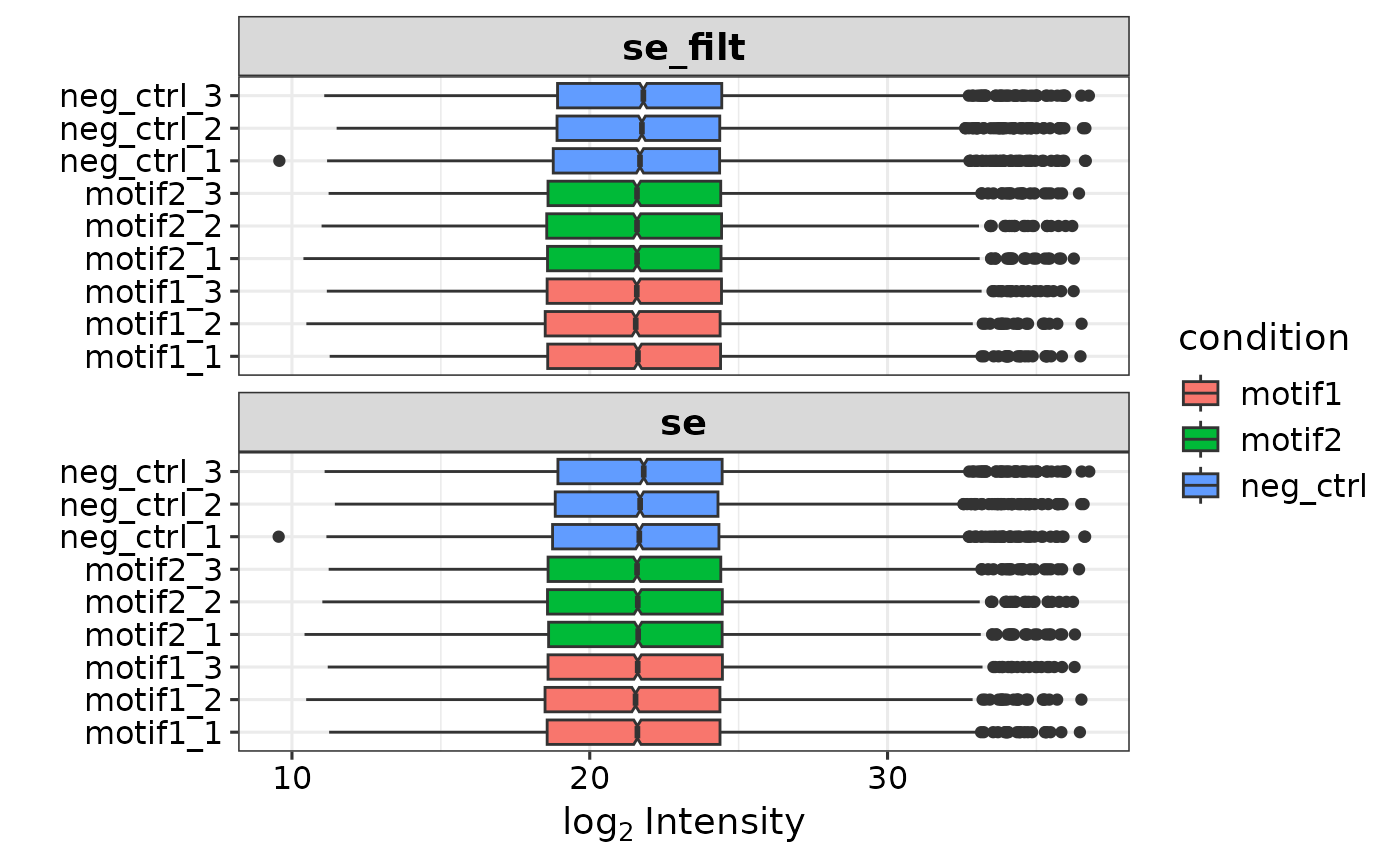 se_filt
neg_ctrl_3
neg_ctrl_2
neg_ctrl_1
motif2_3
motif2_2
motif2_1
motif1_3
motif1_2
motif1_1
se
neg_ctrl_3
neg_ctrl_2
neg_ctrl_1
motif2_3
motif2_2
motif2_1
motif1_3
motif1_2
motif1_1
10 20 30
log₂ Intensity
condition
motif1
motif2
neg_ctrl